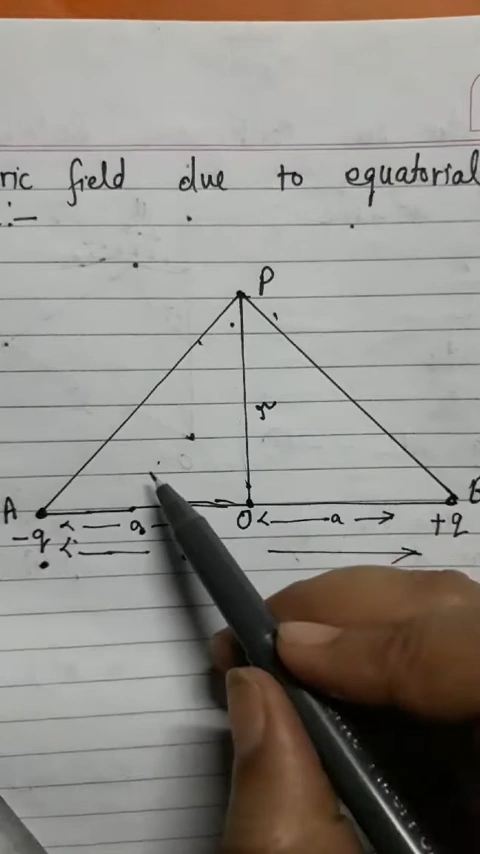 ric field due to equatorial
:-
P
r
A O B
-q a a +q